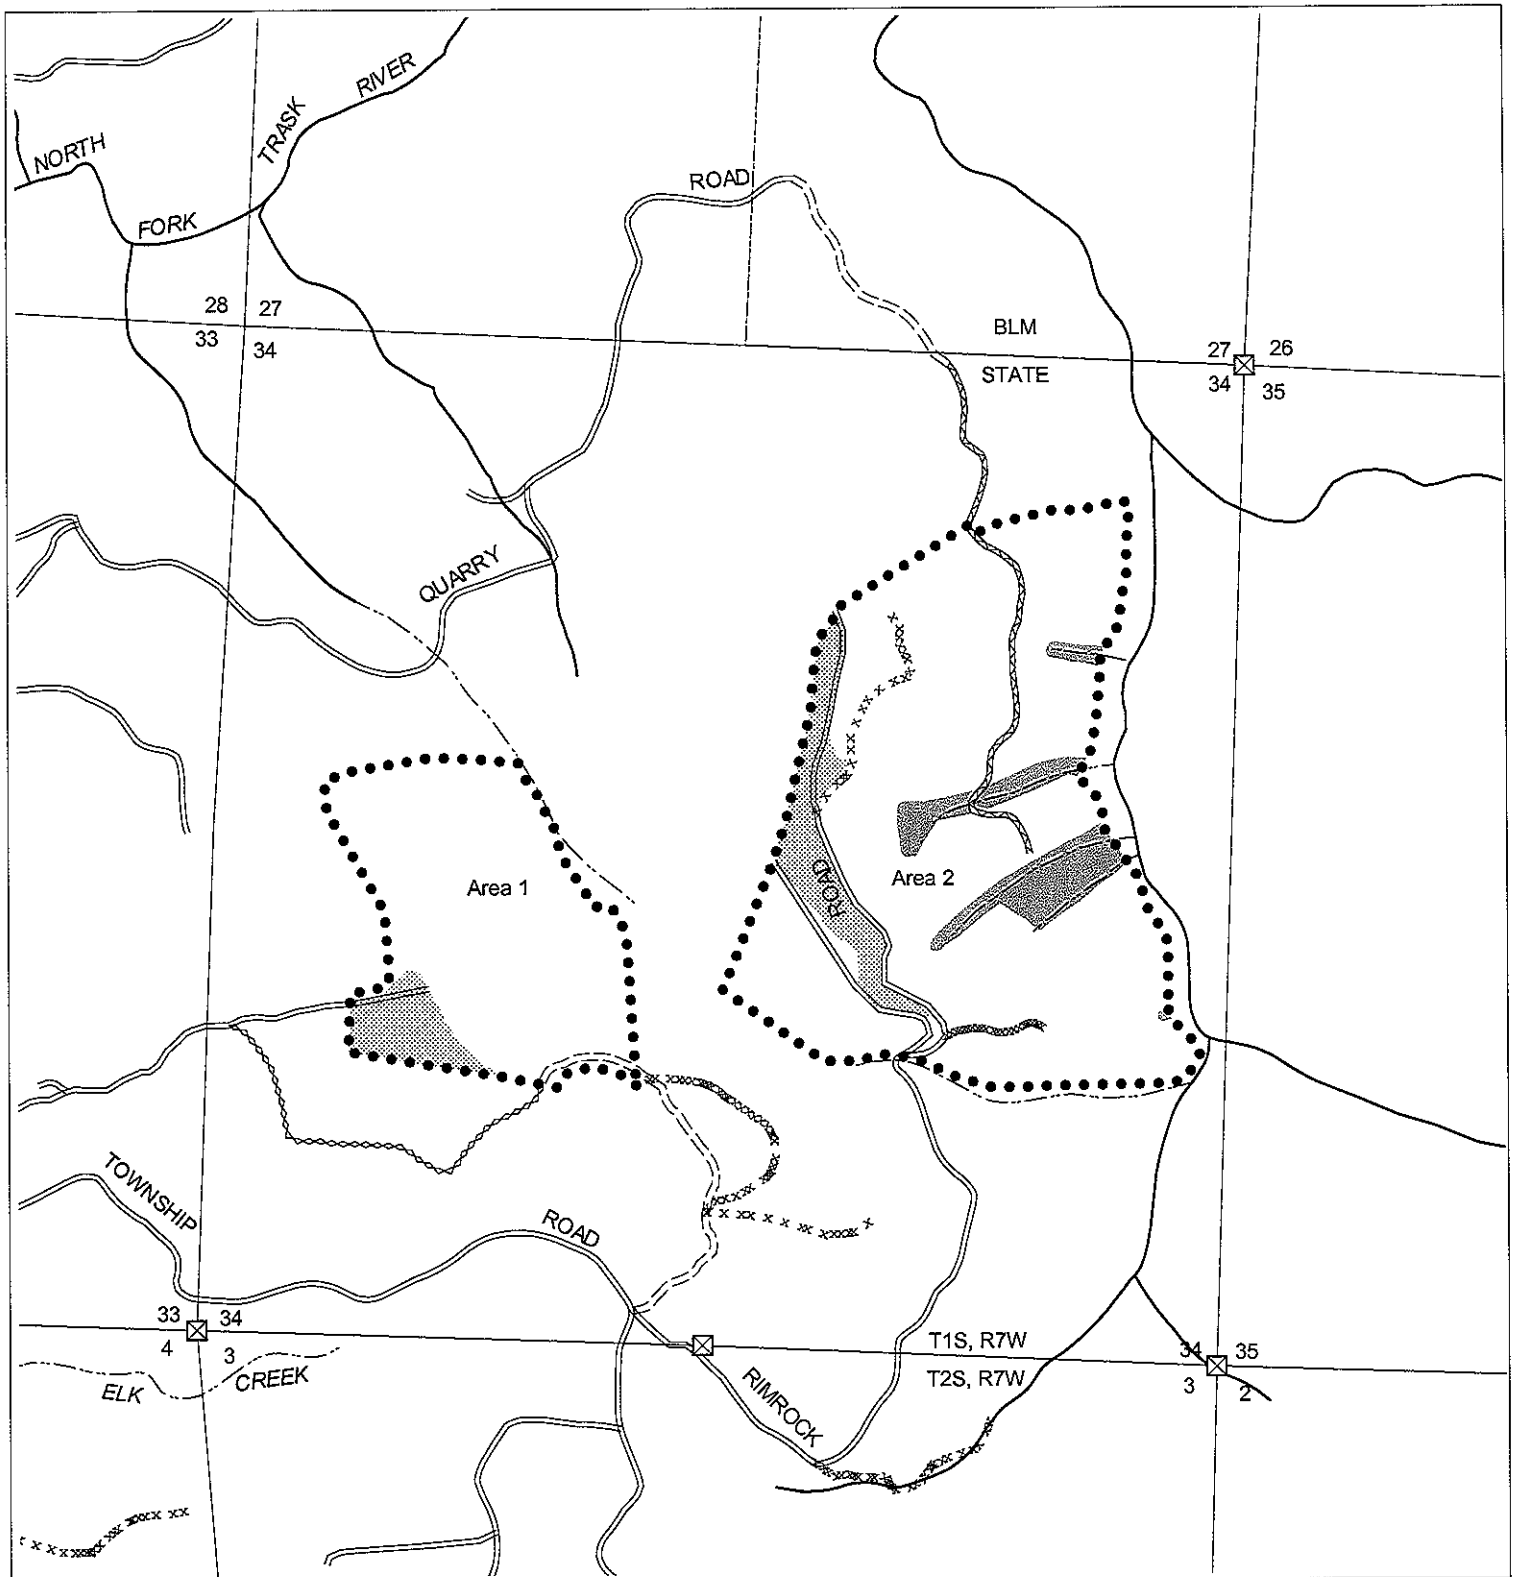 RIVER
TRASK
NORTH
FORK
ROAD
28 27
33 34
BLM
STATE
27 26
34 35
QUARRY
ROAD
Area 1
Area 2
TOWNSHIP
ROAD
33 34
4 3
T1S, R7W
T2S, R7W
34 35
3 2
ELK CREEK
RIMROCK